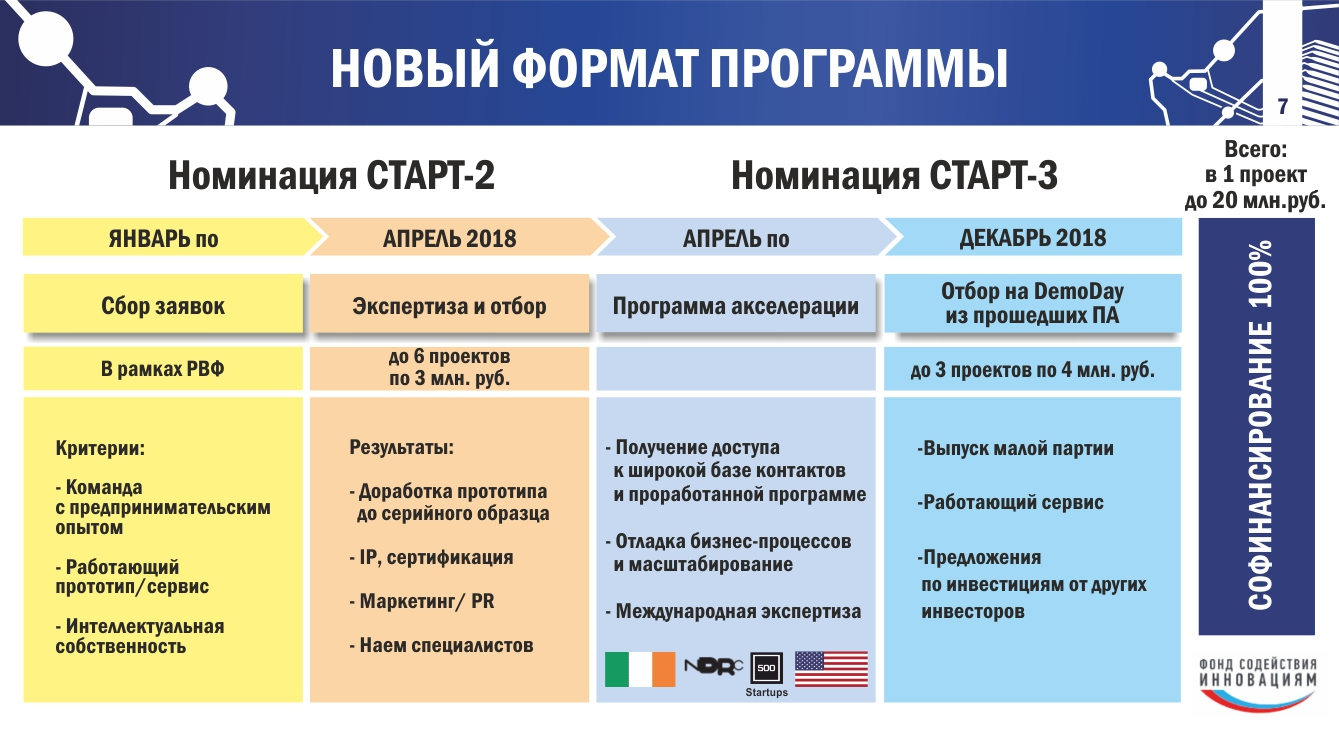 НОВЫЙ ФОРМАТ ПРОГРАММЫ
7
Номинация СТАРТ-2
Номинация СТАРТ-3
Всего:
в 1 проект
до 20 млн.руб.
ЯНВАРЬ по
АПРЕЛЬ 2018
АПРЕЛЬ по
ДЕКАБРЬ 2018
Сбор заявок
Экспертиза и отбор
Программа акселерации
Отбор на DemoDay
из прошедших ПА
В рамках РВФ
до 6 проектов
по 3 млн. руб.
до 3 проектов по 4 млн. руб.
Критерии:
- Команда
с предпринимательским
опытом
- Работающий
прототип/сервис
- Интеллектуальная
собственность
Результаты:
- Доработка прототипа
до серийного образца
- IP, сертификация
- Маркетинг/ PR
- Наем специалистов
- Получение доступа
к широкой базе контактов
и проработанной программе
- Отладка бизнес-процессов
и масштабирование
- Международная экспертиза
NDRC
500
Startups
-Выпуск малой партии
-Работающий сервис
-Предложения
по инвестициям от других
инвесторов
СОФИНАНСИРОВАНИЕ 100%
ФОНД СОДЕЙСТВИЯ
ИННОВАЦИЯМ